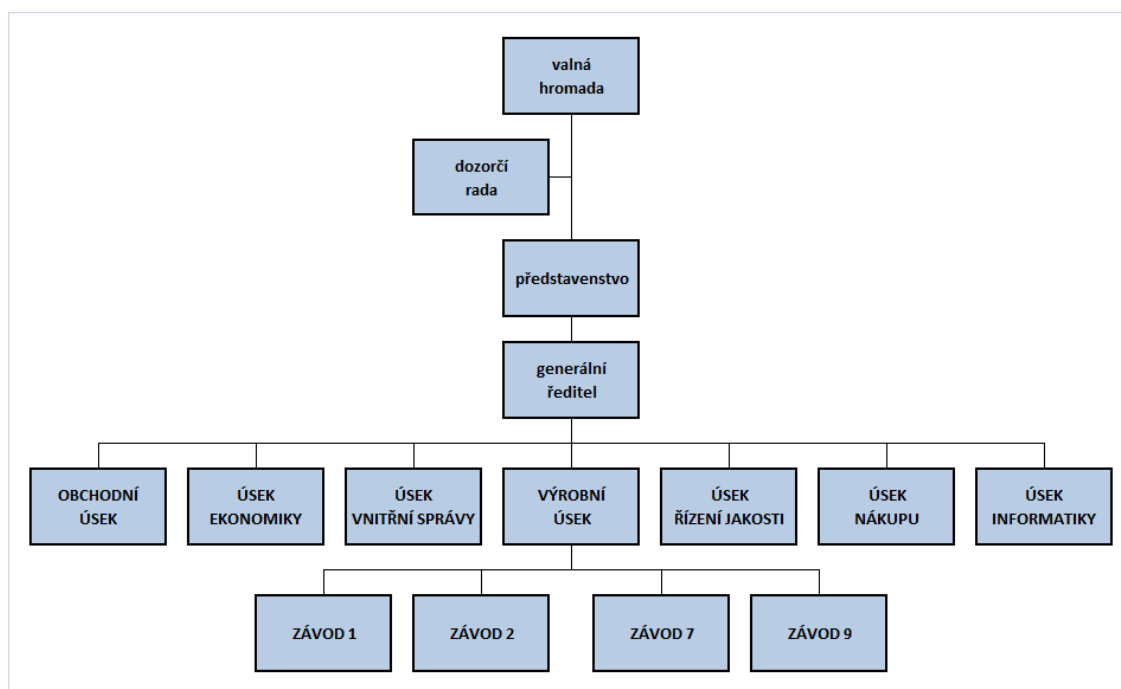 valná
hromada
dozorčí
rada
představenstvo
generální
ředitel
OBCHODNÍ
ÚSEK
ÚSEK
EKONOMIKY
ÚSEK
VNITŘNÍ SPRÁVY
VÝROBNÍ
ÚSEK
ÚSEK
ŘÍZENÍ JAKOSTI
ÚSEK
NÁKUPU
ÚSEK
INFORMATIKY
ZÁVOD 1
ZÁVOD 2
ZÁVOD 7
ZÁVOD 9